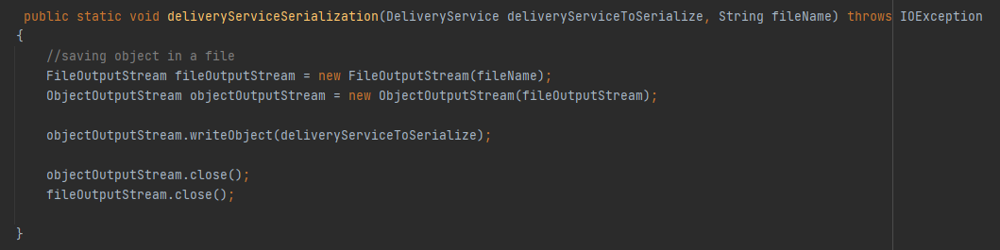 public static void deliveryServiceSerialization(DeliveryService deliveryServiceToSerialize, String fileName) throws IOException
{
//saving object in a file
FileOutputStream fileOutputStream = new FileOutputStream(fileName);
ObjectOutputStream objectOutputStream = new ObjectOutputStream(fileOutputStream);
objectOutputStream.writeObject(deliveryServiceToSerialize);
objectOutputStream.close();
fileOutputStream.close();
}